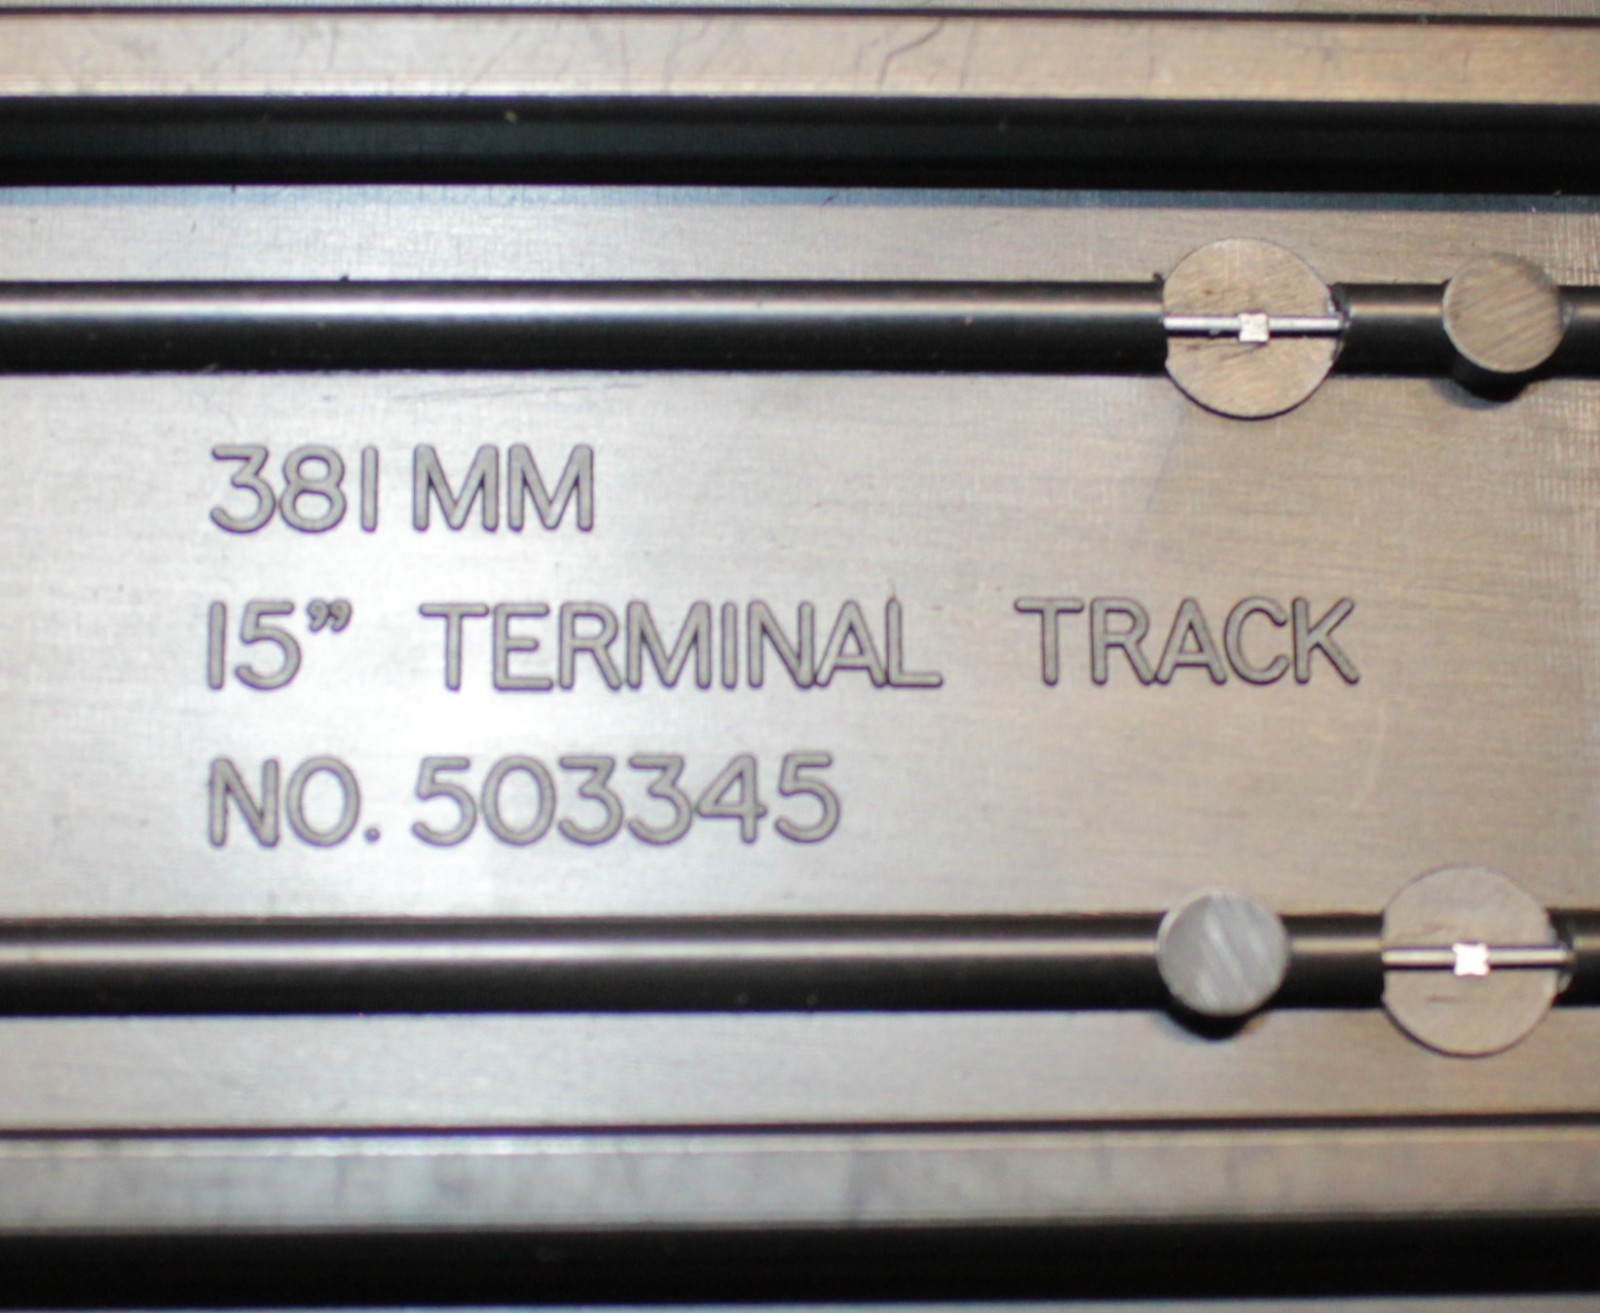 381 MM
15” TERMINAL TRACK
NO. 503345